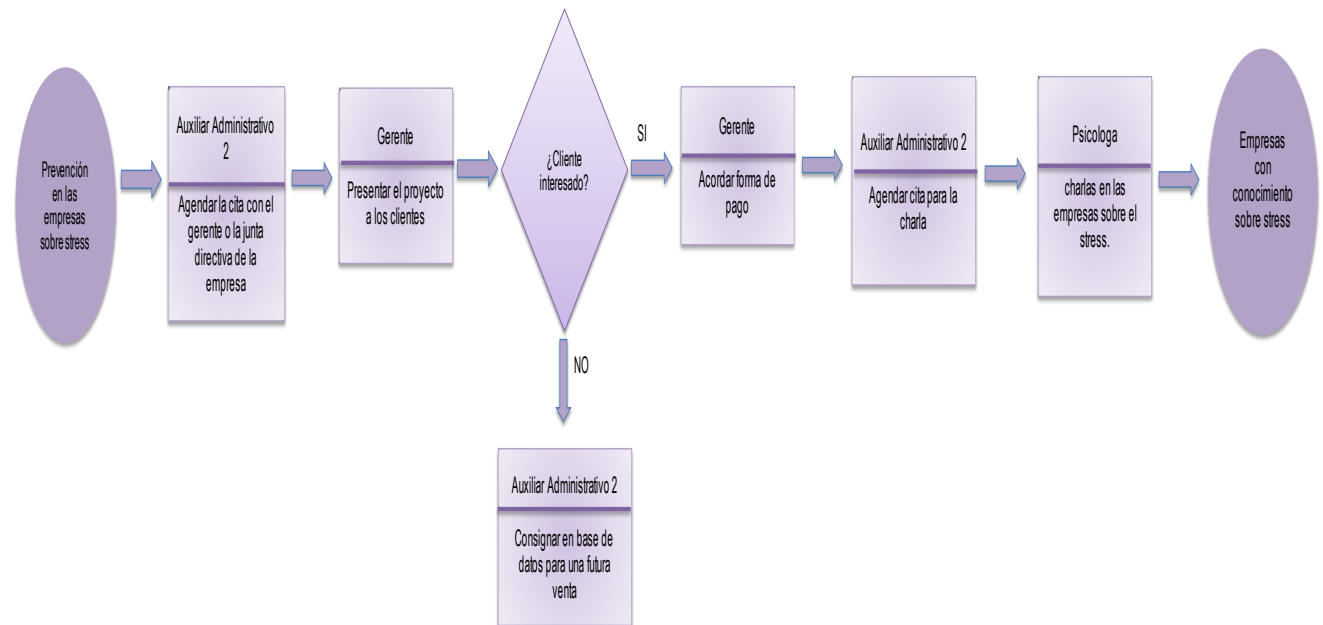 Prevención
en las
empresas
sobre stress
Auxiliar Administrativo
2
Agendar la cita con el
gerente o la junta
directiva de la
empresa
Gerente
Presentar el proyecto
a los clientes
¿Cliente
interesado?
SI
Gerente
Acordar forma de
pago
Auxiliar Administrativo 2
Agendar cita para la
charla
Psicologa
charlas en las
empresas sobre el
stress.
Empresas
con
conocimiento
sobre stress
NO
Auxiliar Administrativo 2
Consignar en base de
datos para una futura
venta